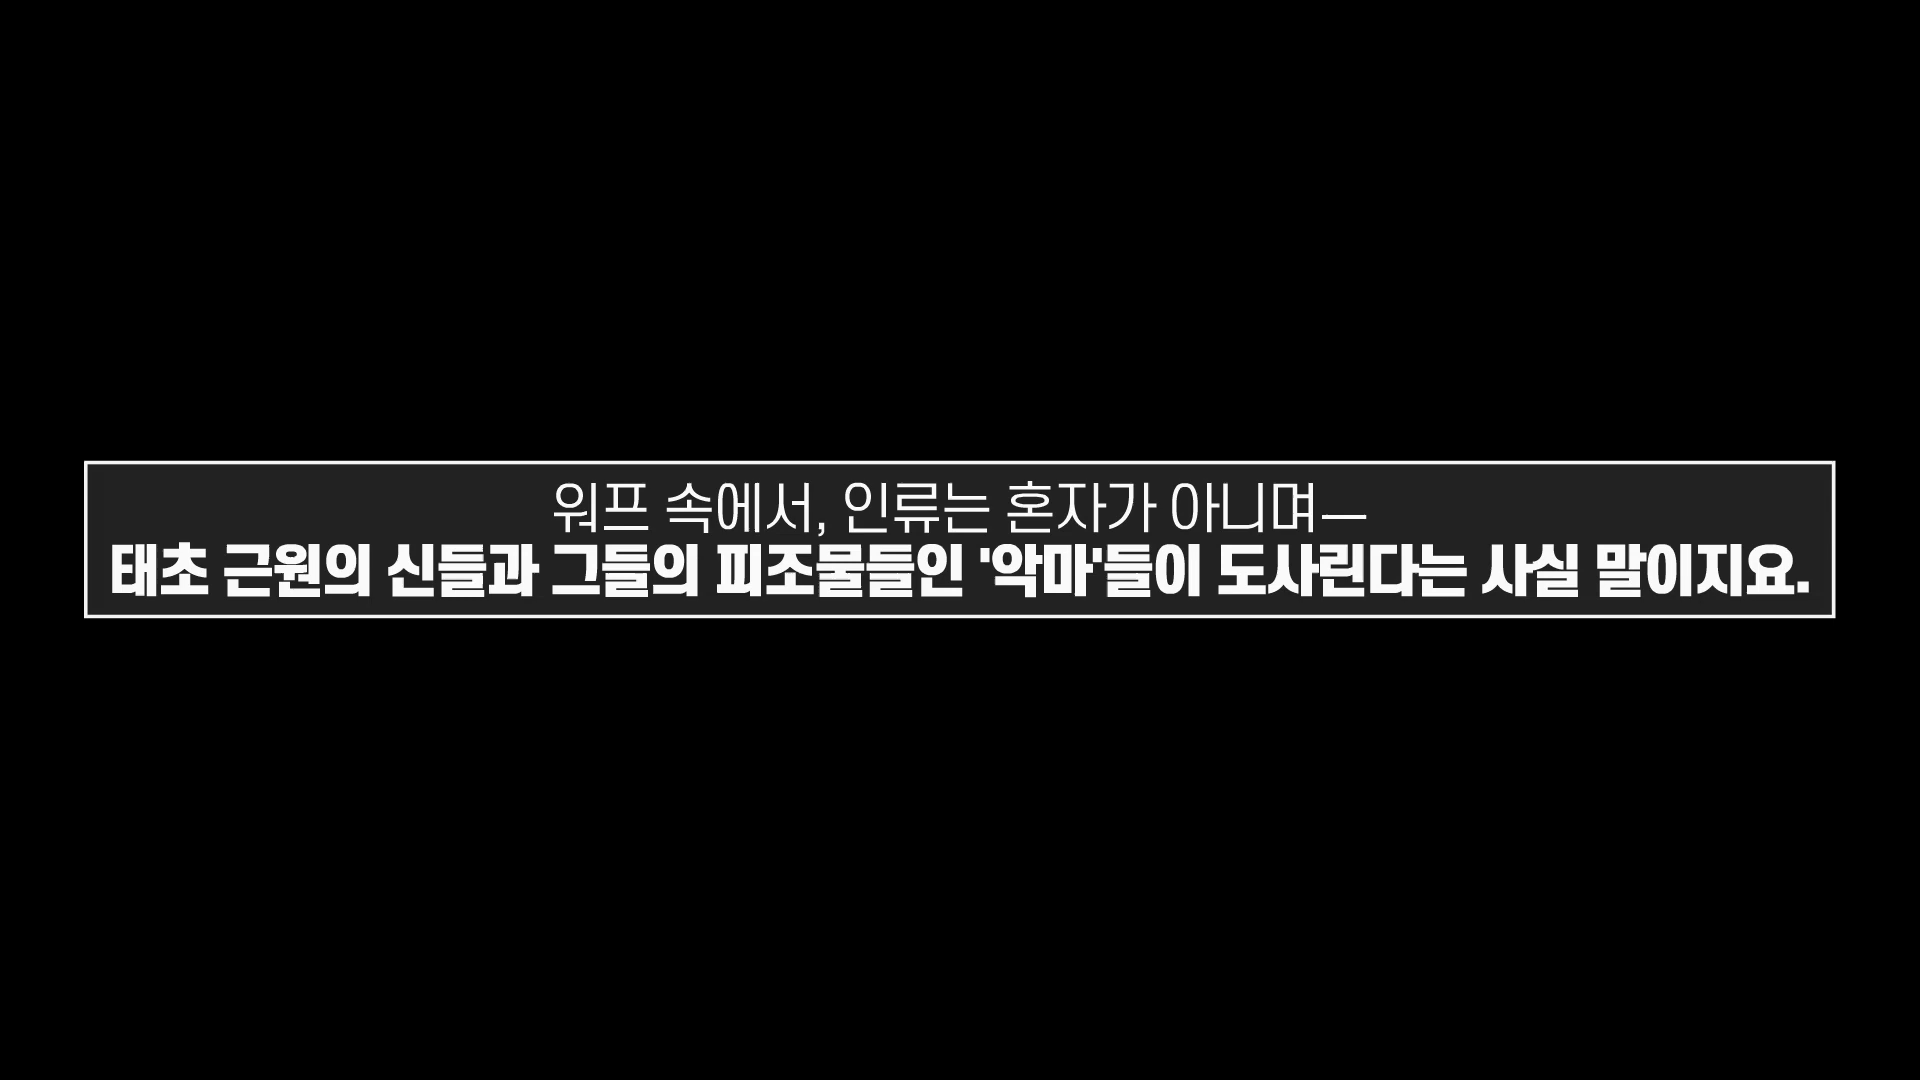 워프 속에서, 인류는 혼자가 아니며—
태초 근원의 신들과 그들의 피조물들인 '악마'들이 도사린다는 사실 말이지요.